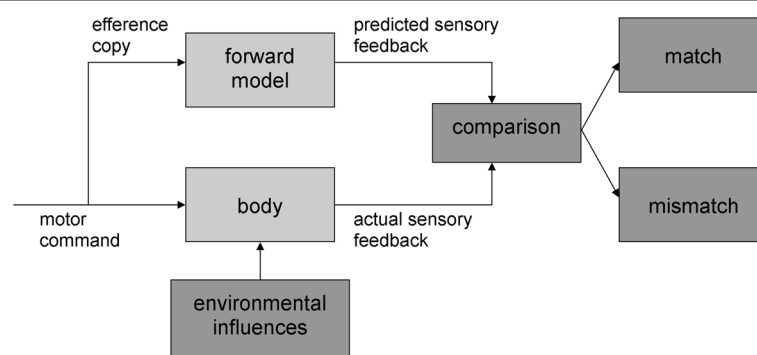 efference
copy
forward
model
predicted sensory
feedback
match
comparison
motor
command
body
actual sensory
feedback
mismatch
environmental
influences